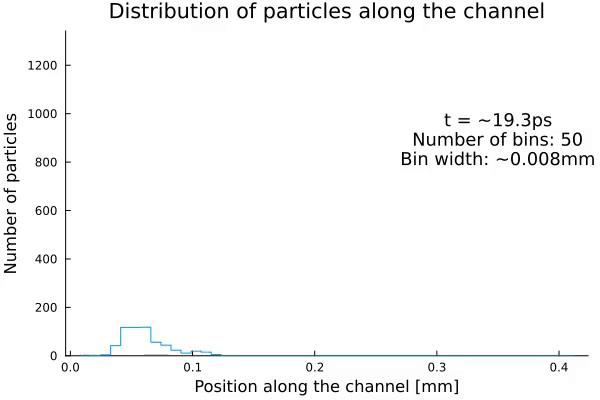 Distribution of particles along the channel
1200
1000
800
600
400
200
0
Number of particles
t = ~19.3ps
Number of bins: 50
Bin width: ~0.008mm
0.0 0.1 0.2 0.3 0.4
Position along the channel [mm]